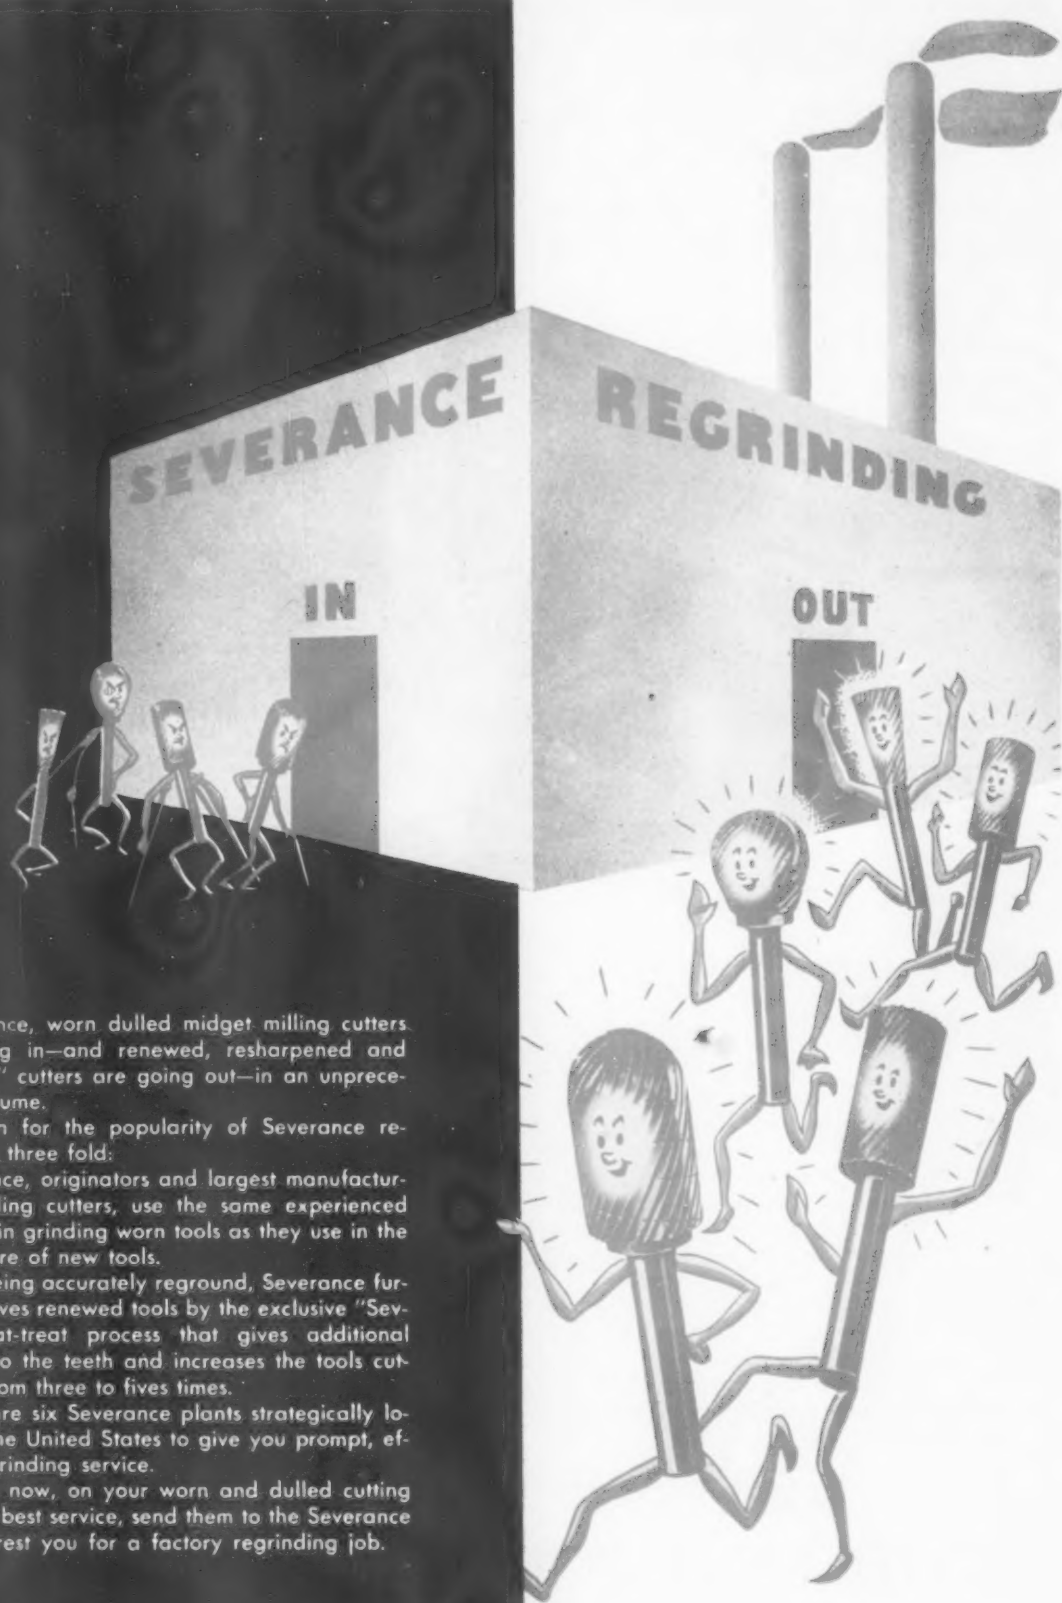 SEVERANCE REGRINDING
IN
OUT
nce, worn dulled midget milling cutters
g in—and renewed, resharpened and
" cutters are going out—in an unprece-
ume.
n for the popularity of Severance re-
three fold:
nce, originators and largest manufactur-
ling cutters, use the same experienced
in grinding worn tools as they use in the
re of new tools.
eing accurately reground, Severance fur-
ves renewed tools by the exclusive "Sev-
at-treat process that gives additional
o the teeth and increases the tools cut-
om three to fives times.
re six Severance plants strategically lo-
he United States to give you prompt, ef-
rinding service.
now, on your worn and dulled cutting
best service, send them to the Severance
rest you for a factory regrinding job.